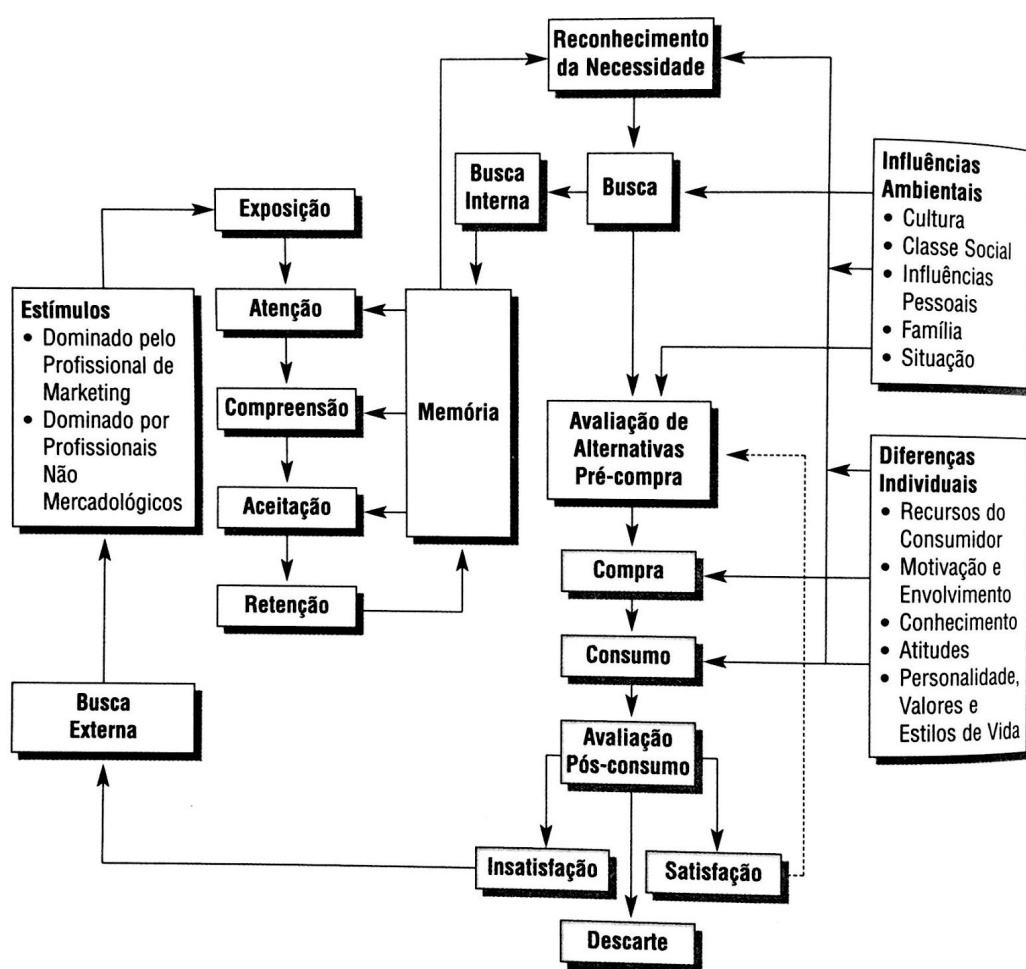 Reconhecimento
da Necessidade
Busca
Interna
Busca
Exposição
Atenção
Compreensão
Aceitação
Retenção
Memória
Estímulos
• Dominado pelo
Profissional de
Marketing
• Dominado por
Profissionais
Não
Mercadológicos
Busca
Externa
Avaliação de
Alternativas
Pré-compra
Compra
Consumo
Avaliação
Pós-consumo
Insatisfação
Satisfação
Descarte
Influências
Ambientais
• Cultura
• Classe Social
• Influências
Pessoais
• Família
• Situação
Diferenças
Individuais
• Recursos do
Consumidor
• Motivação e
Envolvimento
• Conhecimento
• Atitudes
• Personalidade,
Valores e
Estilos de Vida